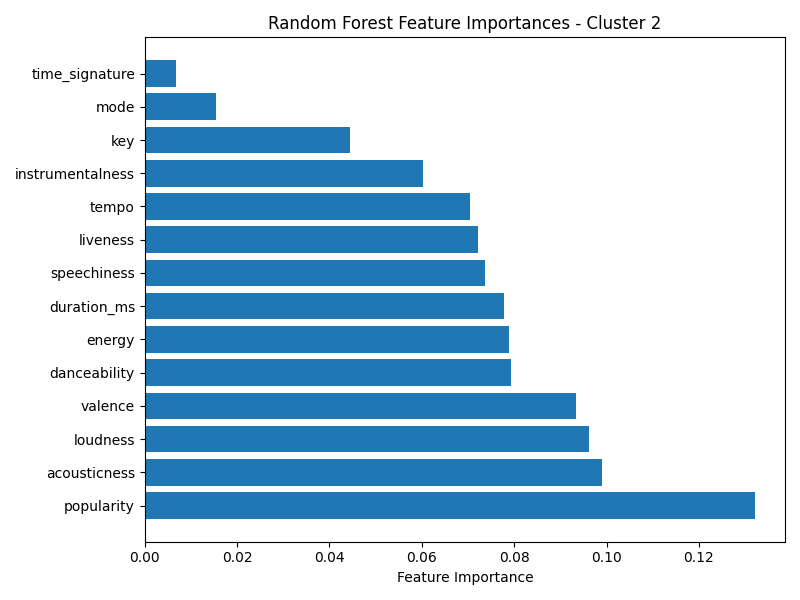 Random Forest Feature Importances - Cluster 2
time_signature
mode
key
instrumentalness
tempo
liveness
speechiness
duration_ms
energy
danceability
valence
loudness
acousticness
popularity
0.00 0.02 0.04 0.06 0.08 0.10 0.12
Feature Importance